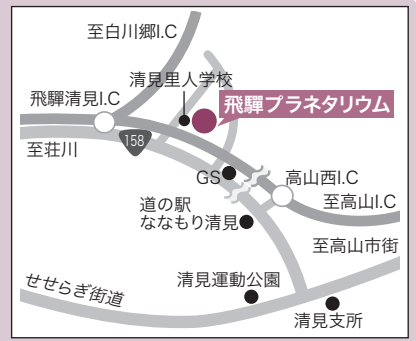 至白川郷I.C
清見里人学校
飛騨清見I.C
飛騨プラネタリウム
158
至荘川
GS
高山西I.C
至高山I.C
道の駅
ななもり清見
至高山市街
清見運動公園
せせらぎ街道
清見支所